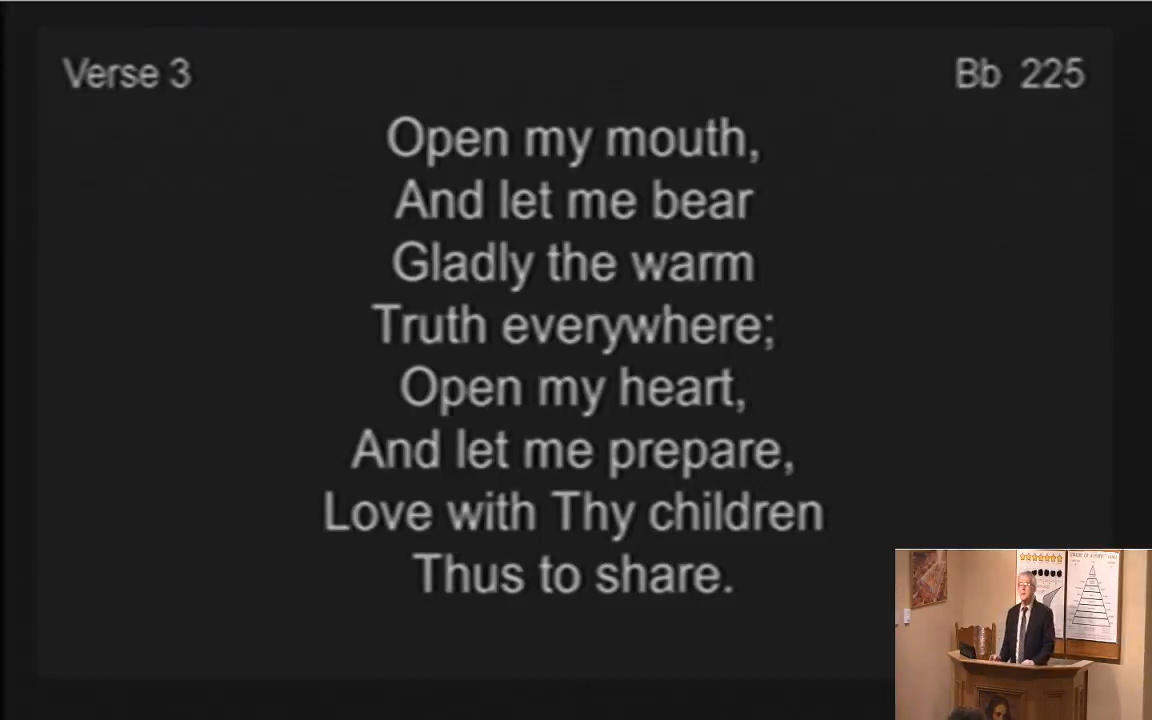 Verse 3
Bb 225
Open my mouth,
And let me bear
Gladly the warm
Truth everywhere;
Open my heart,
And let me prepare,
Love with Thy children
Thus to share.